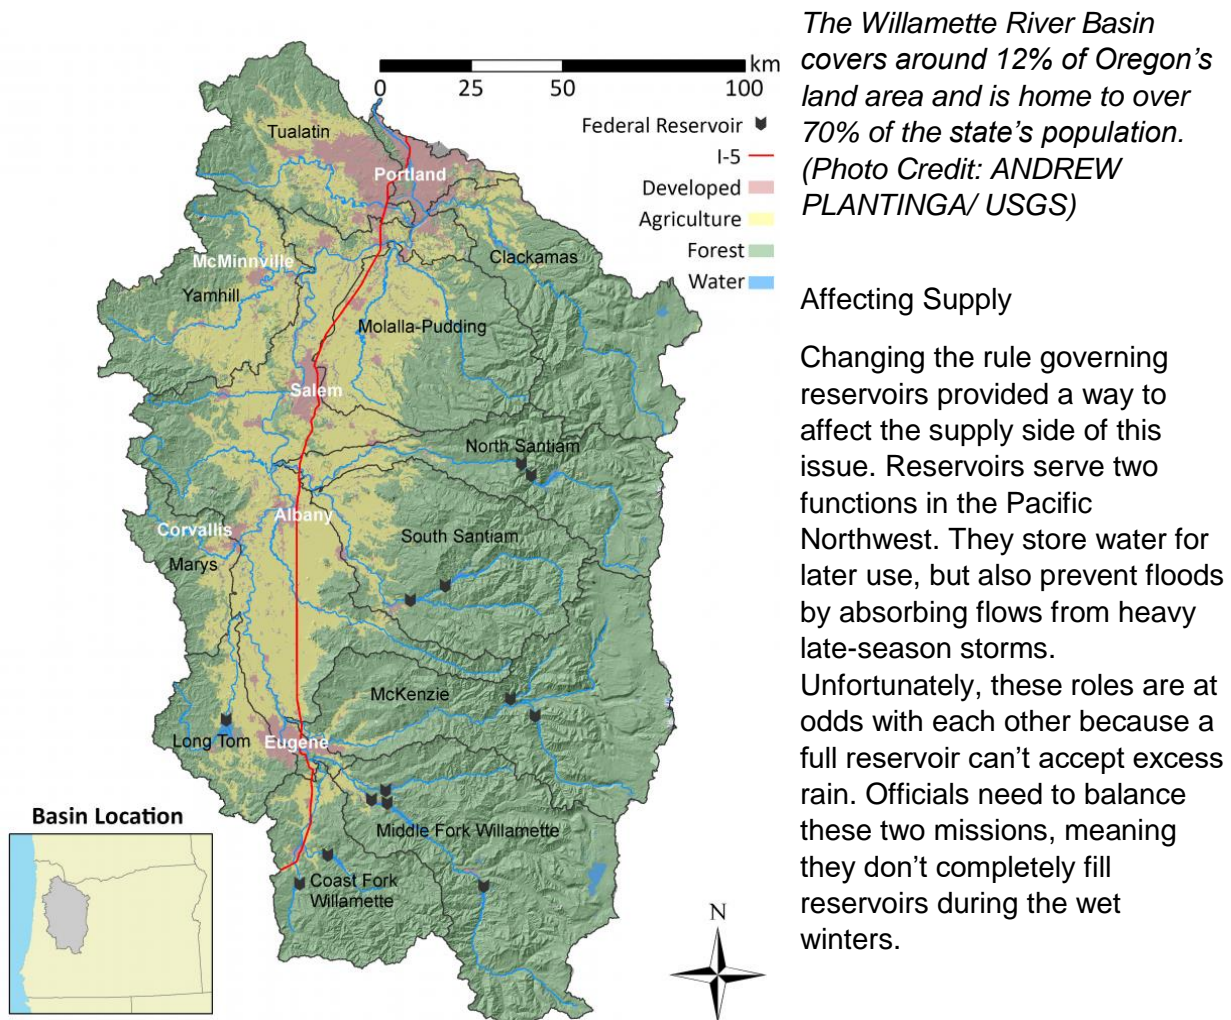 The Willamette River Basin
covers around 12% of Oregon’s
land area and is home to over
70% of the state’s population.
(Photo Credit: ANDREW
PLANTINGA/ USGS)
Affecting Supply
Changing the rule governing
reservoirs provided a way to
affect the supply side of this
issue. Reservoirs serve two
functions in the Pacific
Northwest. They store water for
later use, but also prevent floods
by absorbing flows from heavy
late-season storms.
Unfortunately, these roles are at
odds with each other because a
full reservoir can’t accept excess
rain. Officials need to balance
these two missions, meaning
they don’t completely fill
reservoirs during the wet
winters.
km
0 25 50 100
Federal Reservoir
I-5
Developed
Agriculture
Forest
Water
Tualatin
Portland
Clackamas
McMinnville
Yamhill
Molalla-Pudding
Salem
North Santiam
Albany
Corvallis
South Santiam
Marys
McKenzie
Long Tom
Eugene
Middle Fork Willamette
Coast Fork
Willamette
Basin Location
N